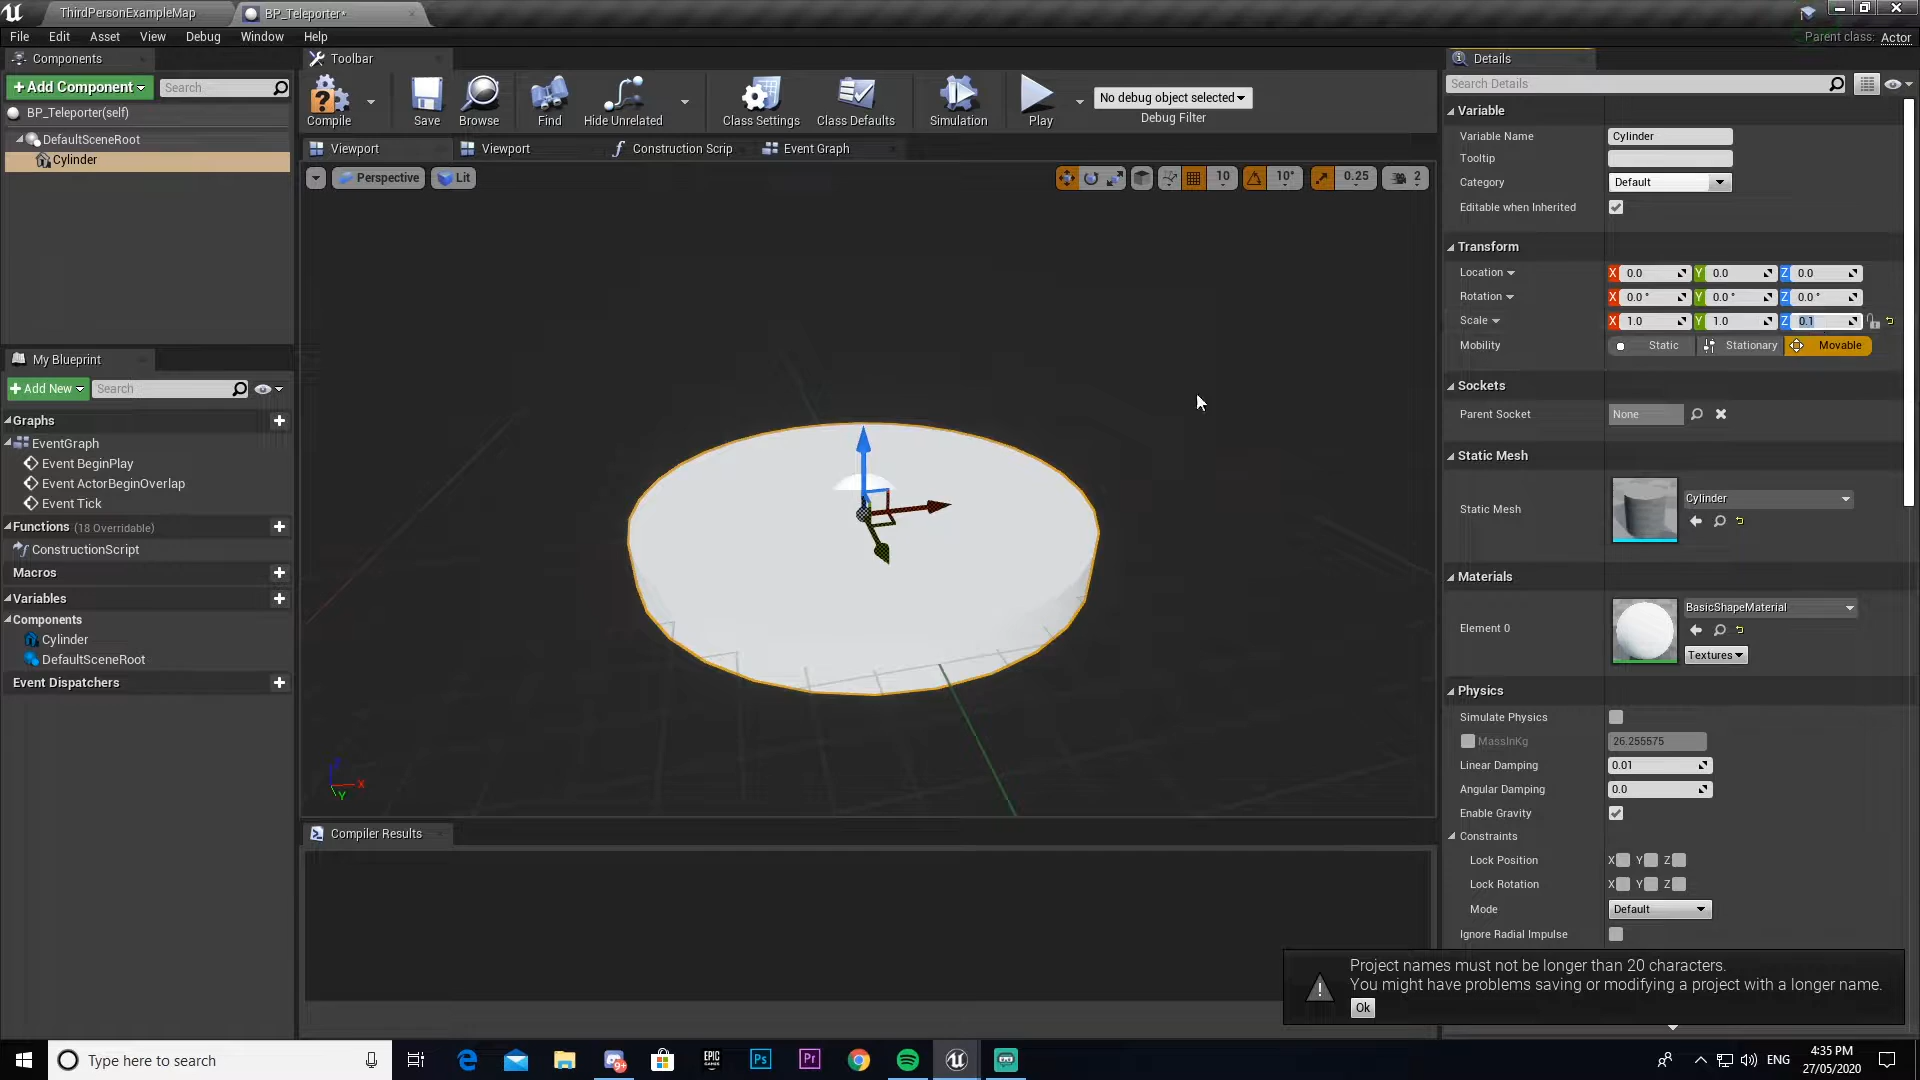 ThirdPersonExampleMap
BP_Teleporter*
File Edit Asset View Debug Window Help
Parent class: Actor
Components
+Add Component
Search
BP_Teleporter(self)
DefaultSceneRoot
Cylinder
Toolbar
Compile
Save
Browse
Find
Hide Unrelated
Class Settings
Class Defaults
Simulation
Play
No debug object selected
Debug Filter
Viewport
Viewport
Construction Scrip
Event Graph
Perspective
Lit
10
10°
0.25
2
My Blueprint
+Add New
Search
Graphs
EventGraph
Event BeginPlay
Event ActorBeginOverlap
Event Tick
Functions (18 Overridable)
ConstructionScript
Macros
Variables
Components
Cylinder
DefaultSceneRoot
Event Dispatchers
X
Y
Compiler Results
Details
Search Details
Variable
Variable Name Cylinder
Tooltip
Category Default
Editable when Inherited
Transform
Location X 0.0 Y 0.0 Z 0.0
Rotation X 0.0 ° Y 0.0 ° Z 0.0 °
Scale X 1.0 Y 1.0 Z 0.1
Mobility Static Stationary Movable
Sockets
Parent Socket None
Static Mesh
Static Mesh Cylinder
Materials
Element 0 BasicShapeMaterial
Textures
Physics
Simulate Physics
MassInKg 26.255575
Linear Damping 0.01
Angular Damping 0.0
Enable Gravity
Constraints
Lock Position X Y Z
Lock Rotation X Y Z
Mode Default
Ignore Radial Impulse
Project names must not be longer than 20 characters.
You might have problems saving or modifying a project with a longer name.
Ok
Type here to search
EPIC GAMES
Ps
Pr
ENG
4:35 PM
27/05/2020